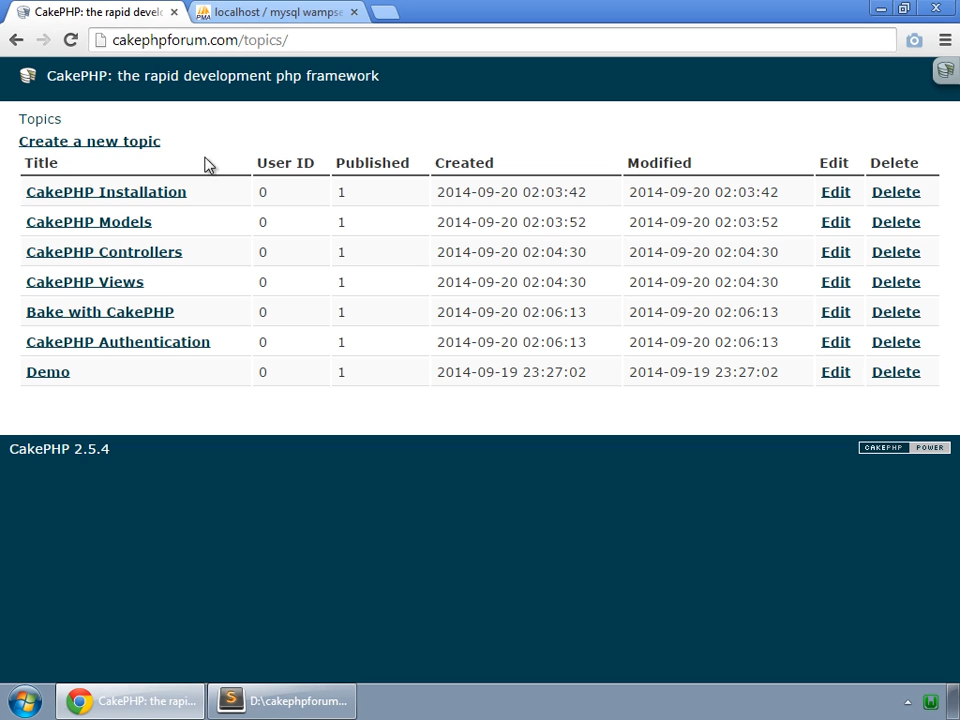 CakePHP: the rapid devel
localhost / mysql wampse
cakephpforum.com/topics/
CakePHP: the rapid development php framework
Topics
Create a new topic
Title User ID Published Created Modified Edit Delete
CakePHP Installation 0 1 2014-09-20 02:03:42 2014-09-20 02:03:42 Edit Delete
CakePHP Models 0 1 2014-09-20 02:03:52 2014-09-20 02:03:52 Edit Delete
CakePHP Controllers 0 1 2014-09-20 02:04:30 2014-09-20 02:04:30 Edit Delete
CakePHP Views 0 1 2014-09-20 02:04:30 2014-09-20 02:04:30 Edit Delete
Bake with CakePHP 0 1 2014-09-20 02:06:13 2014-09-20 02:06:13 Edit Delete
CakePHP Authentication 0 1 2014-09-20 02:06:13 2014-09-20 02:06:13 Edit Delete
Demo 0 1 2014-09-19 23:27:02 2014-09-19 23:27:02 Edit Delete
CakePHP 2.5.4
CAKEPHP POWER
CakePHP: the rapi...
D:\cakephpforum...